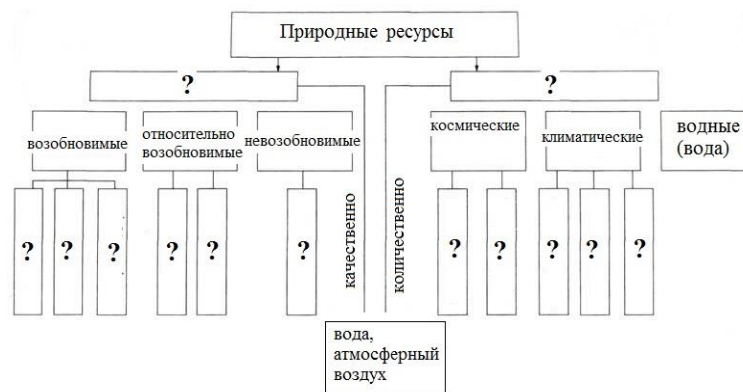 Природные ресурсы
?
?
возобновимые
относительно
возобновимые
невозобновимые
космические
климатические
водные
(вода)
?
?
?
?
?
?
качественно
количественно
?
?
?
?
?
вода,
атмосферный
воздух